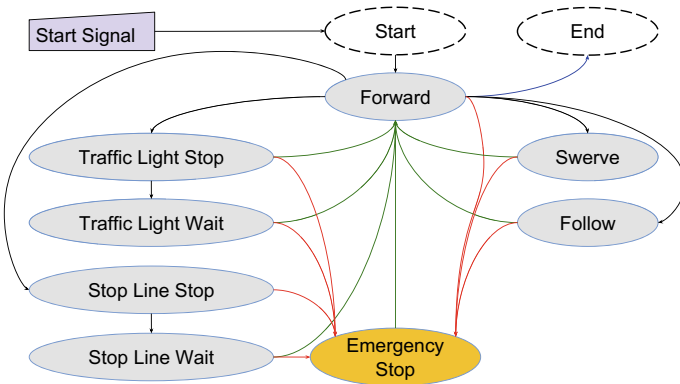 Start Signal
Start
End
Forward
Traffic Light Stop
Swerve
Traffic Light Wait
Follow
Stop Line Stop
Stop Line Wait
Emergency
Stop